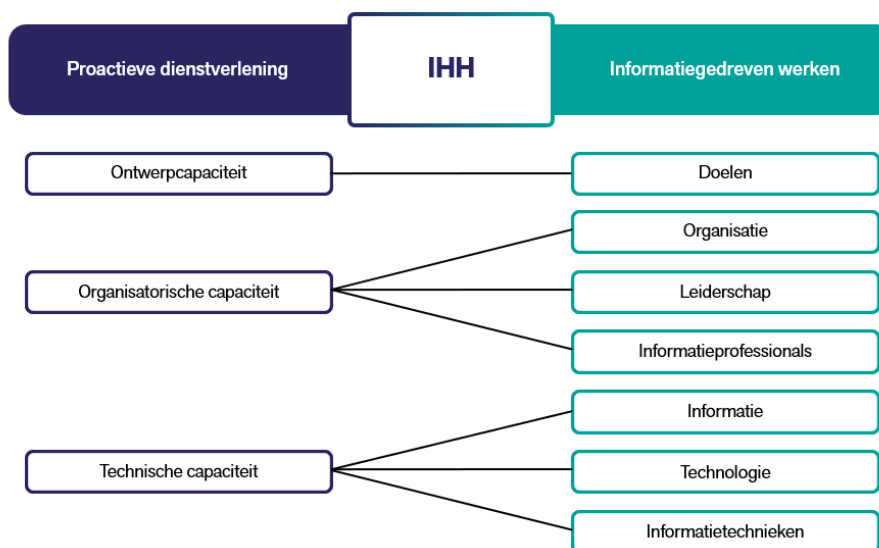 Proactieve dienstverlening
IHH
Informatiegedreven werken
Ontwerpcapaciteit
Doelen
Organisatie
Organisatorische capaciteit
Leiderschap
Informatieprofessionals
Informatie
Technische capaciteit
Technologie
Informatietechnieken